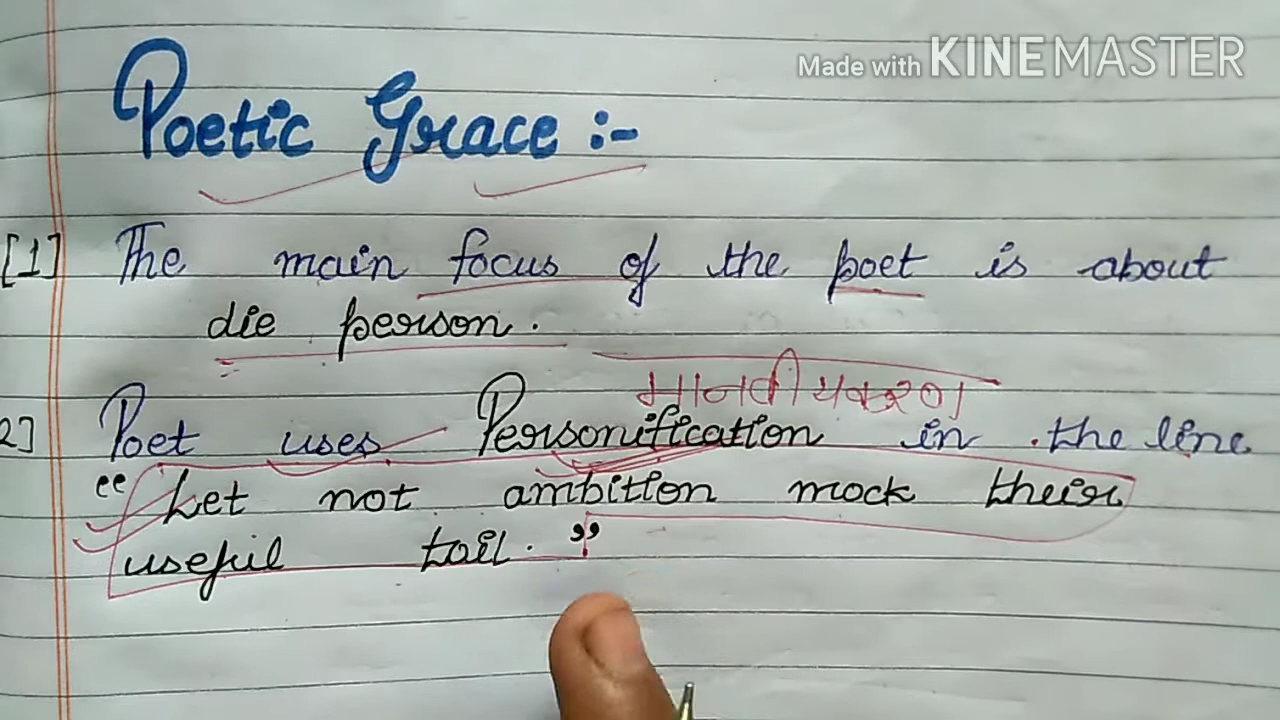 Made with KINEMASTER
Poetic Grace :-
[1] The main focus of the poet is about
die person.
मानवीयकरण
2] Poet uses Personification in the line
"Let not ambition mock their
useful toil."